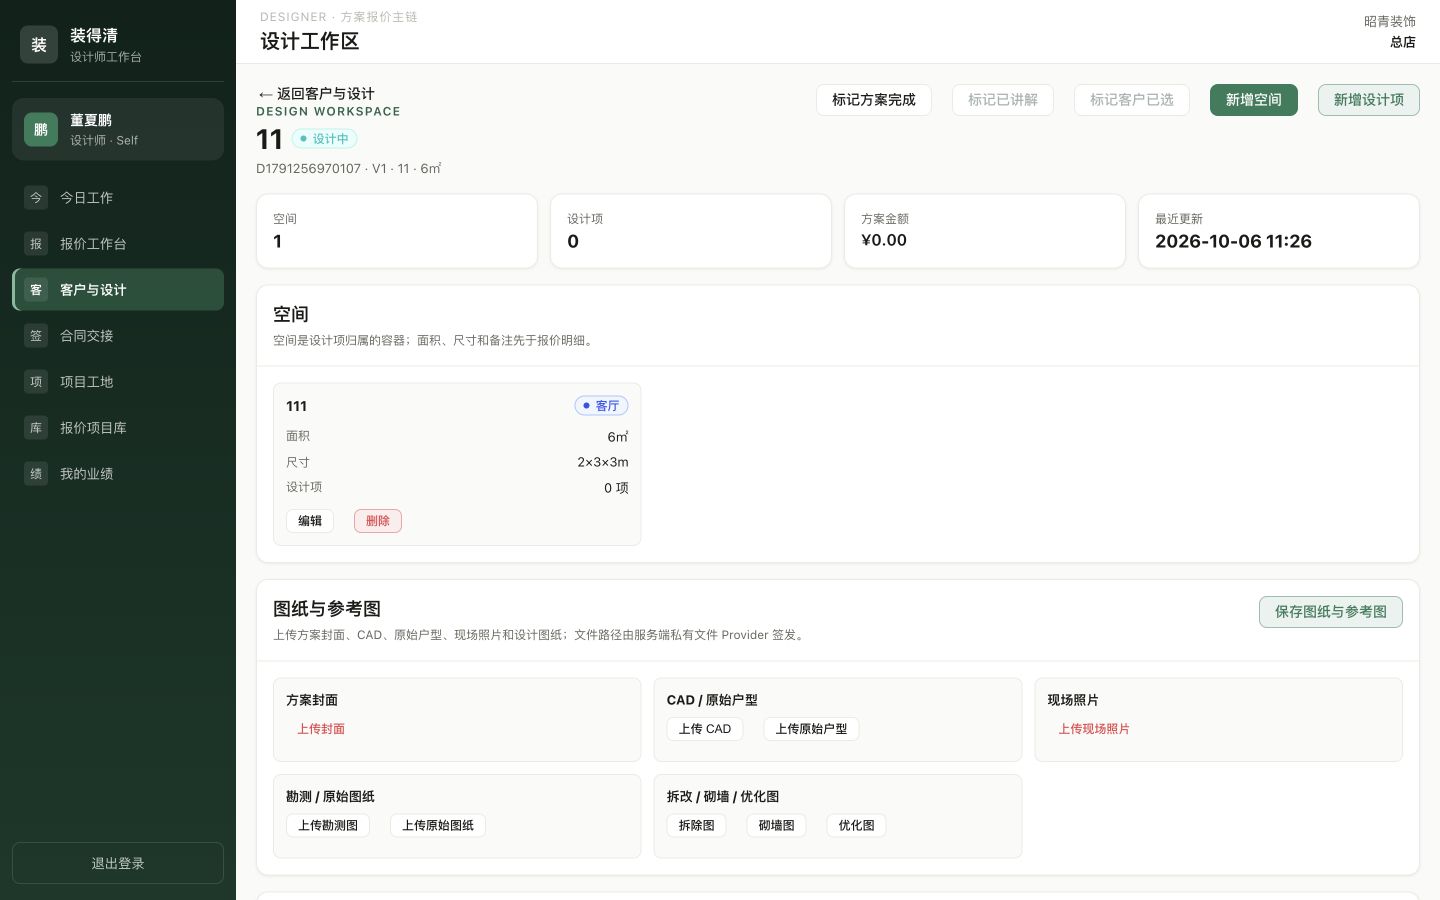 装
装得清
设计师工作台
鹏
董夏鹏
设计师 · Self
今 今日工作
报 报价工作台
客 客户与设计
签 合同交接
项 项目工地
库 报价项目库
绩 我的业绩
退出登录
DESIGNER · 方案报价主链
设计工作区
昭青装饰
总店
← 返回客户与设计
DESIGN WORKSPACE
11 设计中
D1791256970107 · V1 · 11 · 6㎡
标记方案完成 标记已讲解 标记客户已选 新增空间 新增设计项
空间
1
设计项
0
方案金额
¥0.00
最近更新
2026-10-06 11:26
空间
空间是设计项归属的容器；面积、尺寸和备注先于报价明细。
111 客厅
面积 6㎡
尺寸 2×3×3m
设计项 0 项
编辑 删除
图纸与参考图
上传方案封面、CAD、原始户型、现场照片和设计图纸；文件路径由服务端私有文件 Provider 签发。
保存图纸与参考图
方案封面
上传封面
CAD / 原始户型
上传 CAD 上传原始户型
现场照片
上传现场照片
勘测 / 原始图纸
上传勘测图 上传原始图纸
拆改 / 砌墙 / 优化图
拆除图 砌墙图 优化图